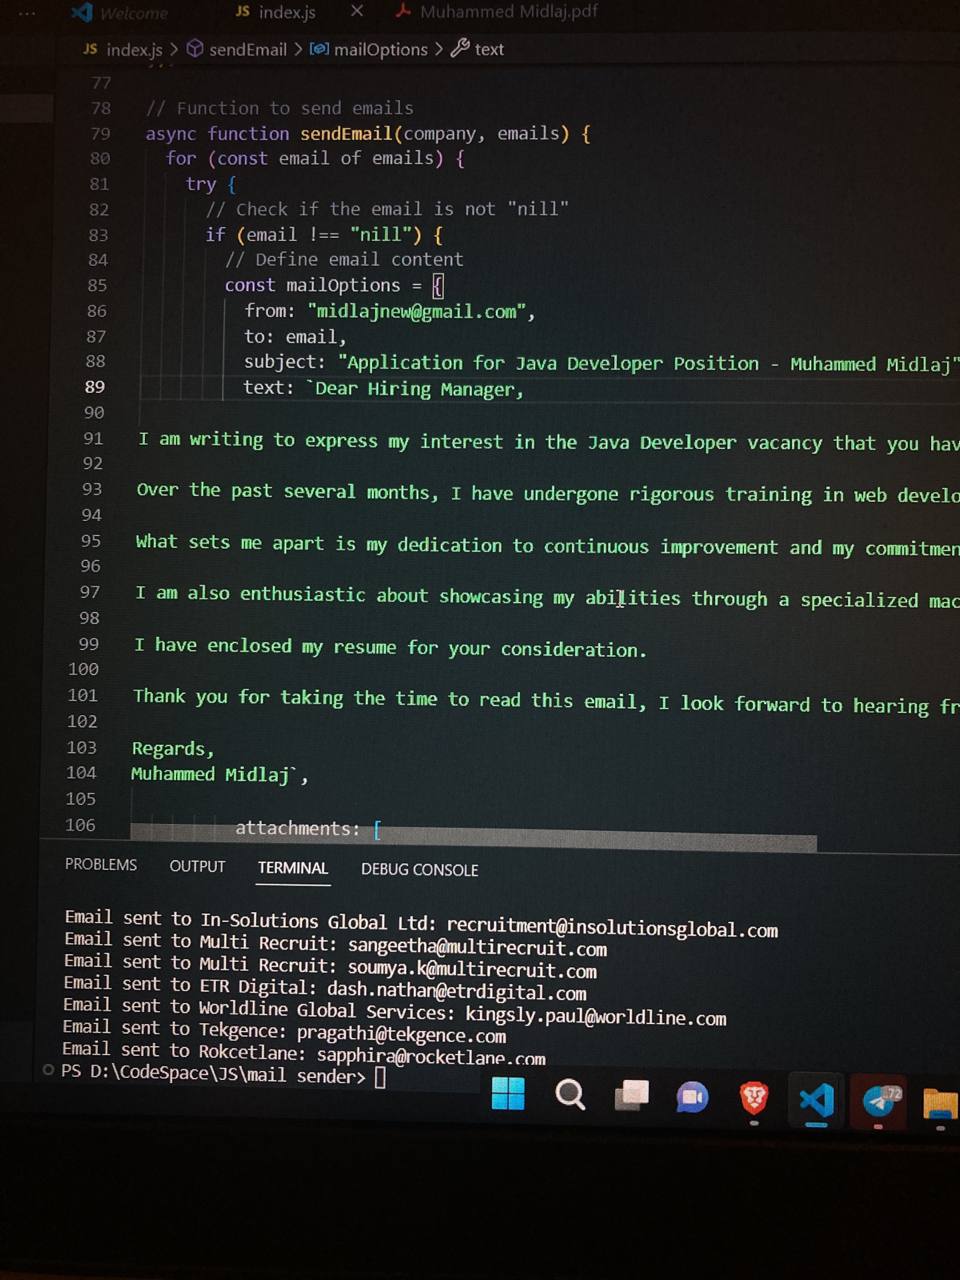 Welcome
JS index.js
Muhammed Midlaj.pdf
JS index.js > sendEmail > mailOptions > text
77
78 // Function to send emails
79 async function sendEmail(company, emails) {
80 for (const email of emails) {
81 try {
82 // Check if the email is not "nill"
83 if (email !== "nill") {
84 // Define email content
85 const mailOptions = {
86 from: "midlajnew@gmail.com",
87 to: email,
88 subject: "Application for Java Developer Position - Muhammed Midlaj"
89 text: `Dear Hiring Manager,
90
91 I am writing to express my interest in the Java Developer vacancy that you hav
92
93 Over the past several months, I have undergone rigorous training in web develo
94
95 What sets me apart is my dedication to continuous improvement and my commitmen
96
97 I am also enthusiastic about showcasing my abilities through a specialized mac
98
99 I have enclosed my resume for your consideration.
100
101 Thank you for taking the time to read this email, I look forward to hearing fr
102
103 Regards,
104 Muhammed Midlaj`,
105
106 attachments: [
PROBLEMS OUTPUT TERMINAL DEBUG CONSOLE
Email sent to In-Solutions Global Ltd: recruitment@insolutionsglobal.com
Email sent to Multi Recruit: sangeetha@multirecruit.com
Email sent to Multi Recruit: soumya.k@multirecruit.com
Email sent to ETR Digital: dash.nathan@etrdigital.com
Email sent to Worldline Global Services: kingsly.paul@worldline.com
Email sent to Tekgence: pragathi@tekgence.com
Email sent to Rokcetlane: sapphira@rocketlane.com
PS D:\CodeSpace\JS\mail sender>
72